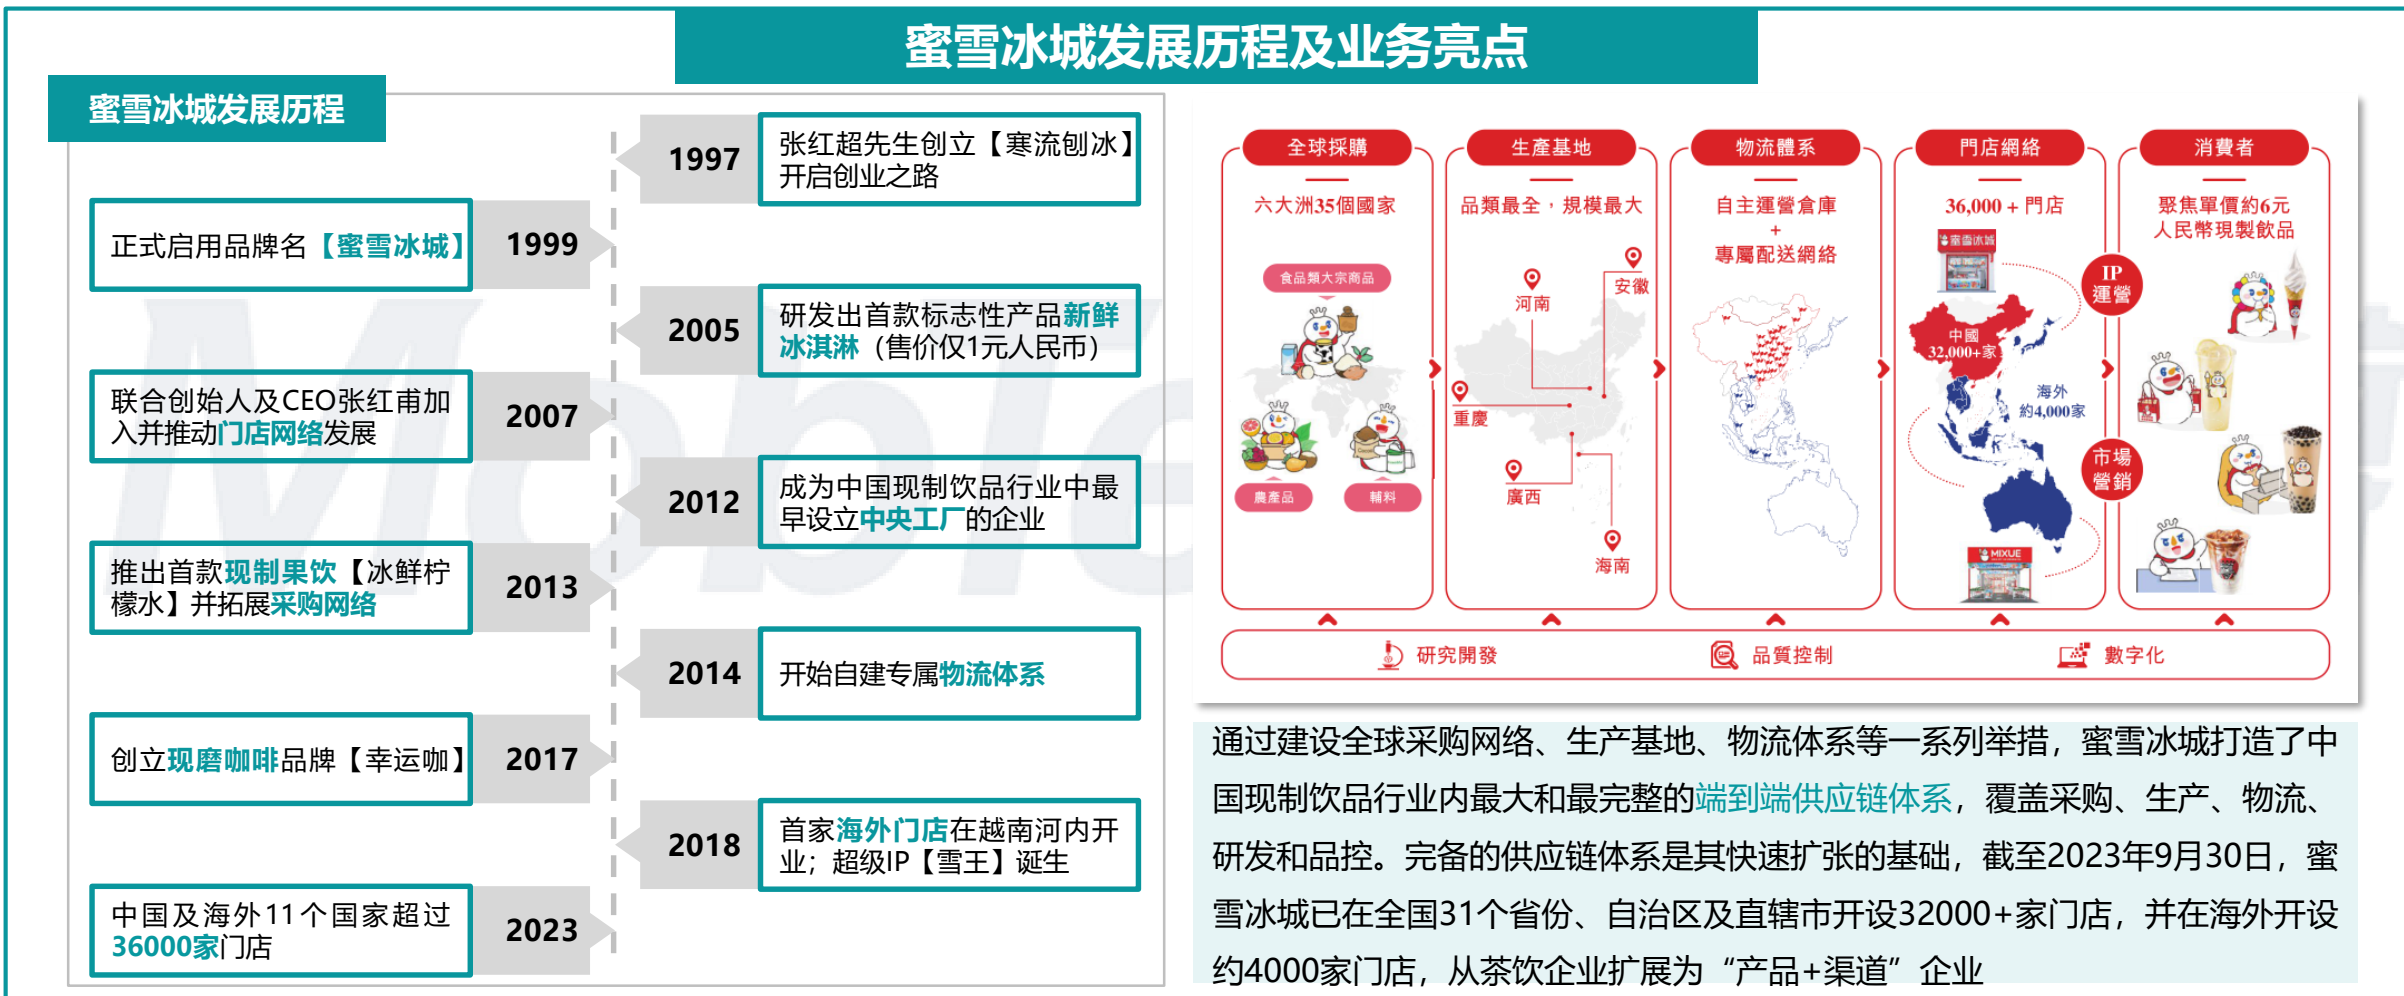 蜜雪冰城发展历程及业务亮点
蜜雪冰城发展历程
1997
张红超先生创立【寒流刨冰】
开启创业之路
正式启用品牌名【蜜雪冰城】
1999
2005
研发出首款标志性产品新鲜
冰淇淋（售价仅1元人民币）
联合创始人及CEO张红甫加
入并推动门店网络发展
2007
2012
成为中国现制饮品行业中最
早设立中央工厂的企业
推出首款现制果饮【冰鲜柠
檬水】并拓展采购网络
2013
2014
开始自建专属物流体系
创立现磨咖啡品牌【幸运咖】
2017
2018
首家海外门店在越南河内开
业；超级IP【雪王】诞生
中国及海外11个国家超过
36000家门店
2023
全球採購
六大洲35個國家
食品類大宗商品
農產品
輔料
生產基地
品類最全，規模最大
河南
安徽
重慶
廣西
海南
物流體系
自主運營倉庫
+
專屬配送網絡
門店網絡
36,000 + 門店
蜜雪冰城
中國
32,000+家
海外
約4,000家
MIXUE
IP
運營
市場
營銷
消費者
聚焦單價約6元
人民幣現製飲品
研究開發
品質控制
數字化
通过建设全球采购网络、生产基地、物流体系等一系列举措，蜜雪冰城打造了中
国现制饮品行业内最大和最完整的端到端供应链体系，覆盖采购、生产、物流、
研发和品控。完备的供应链体系是其快速扩张的基础，截至2023年9月30日，蜜
雪冰城已在全国31个省份、自治区及直辖市开设32000+家门店，并在海外开设
约4000家门店，从茶饮企业扩展为“产品+渠道”企业